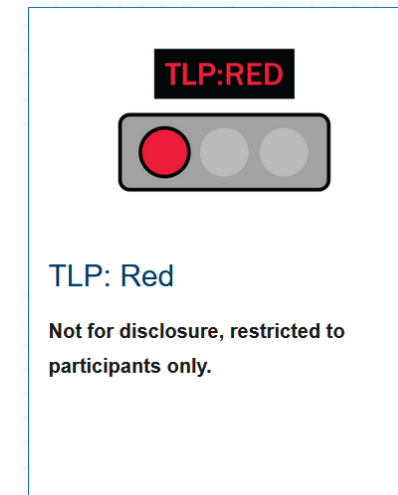 TLP:RED
TLP: Red
Not for disclosure, restricted to
participants only.